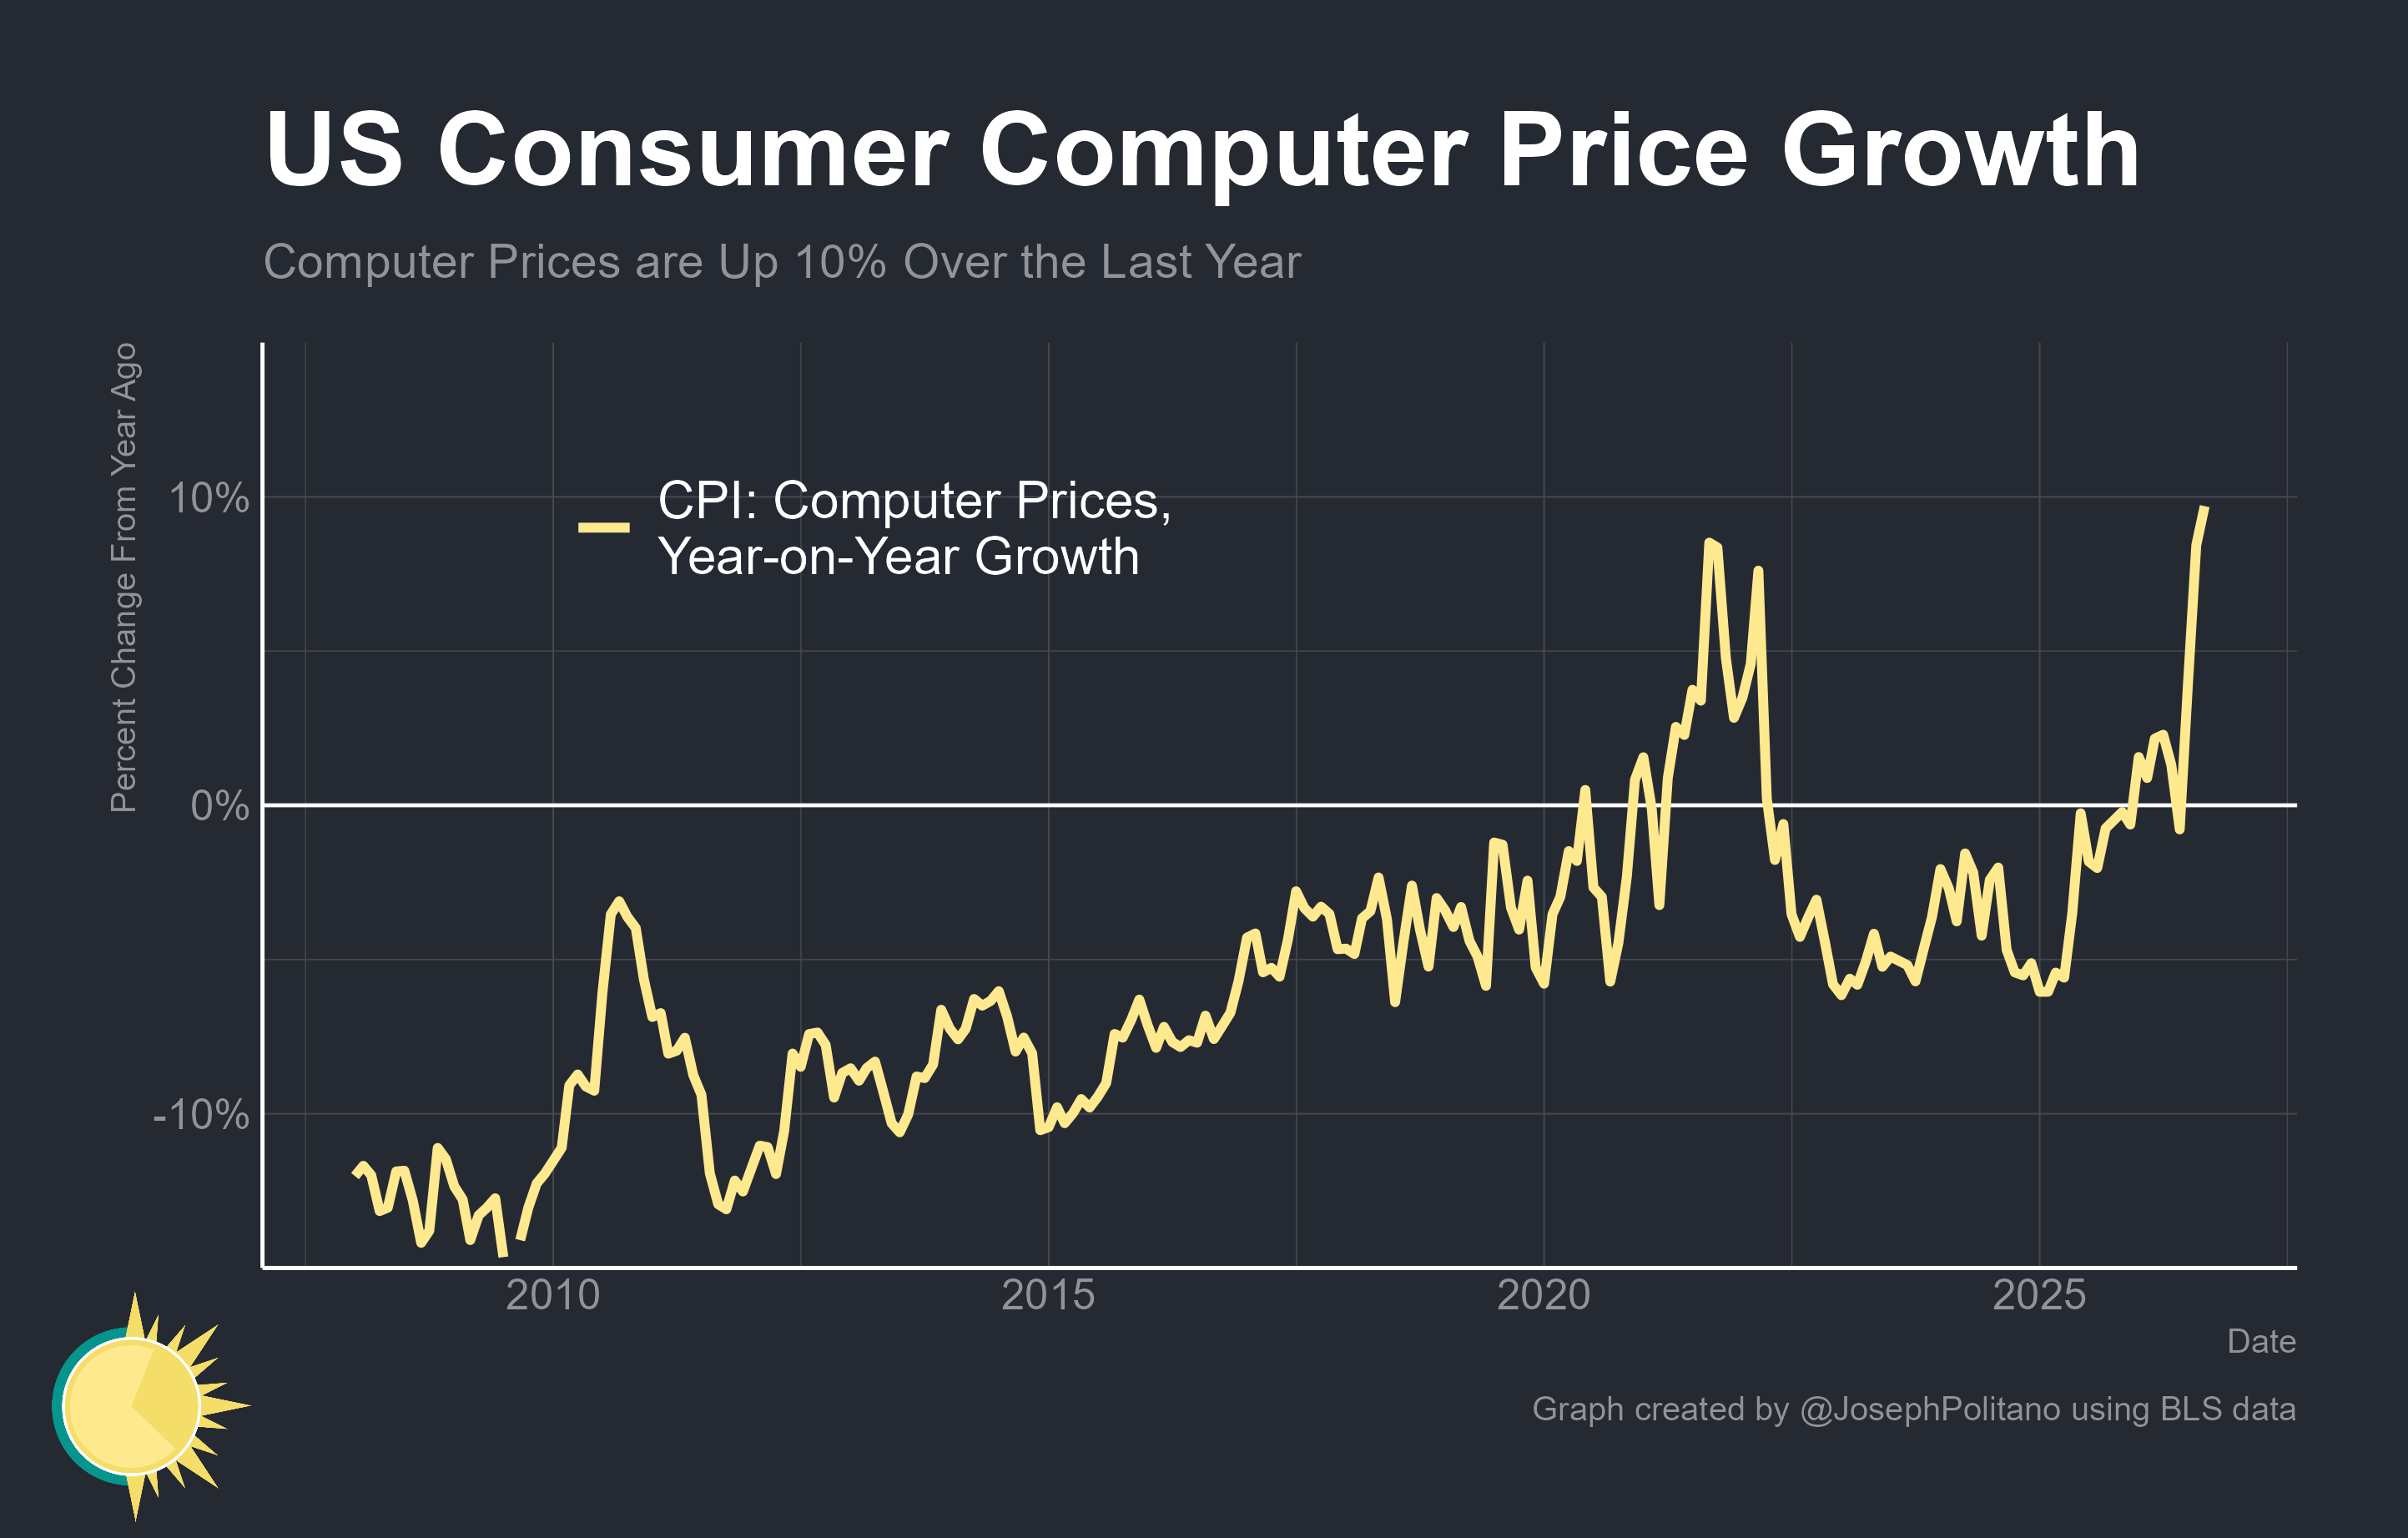 US Consumer Computer Price Growth
Computer Prices are Up 10% Over the Last Year
Percent Change From Year Ago
10%
0%
-10%
CPI: Computer Prices,
Year-on-Year Growth
2010
2015
2020
2025
Date
Graph created by @JosephPolitano using BLS data